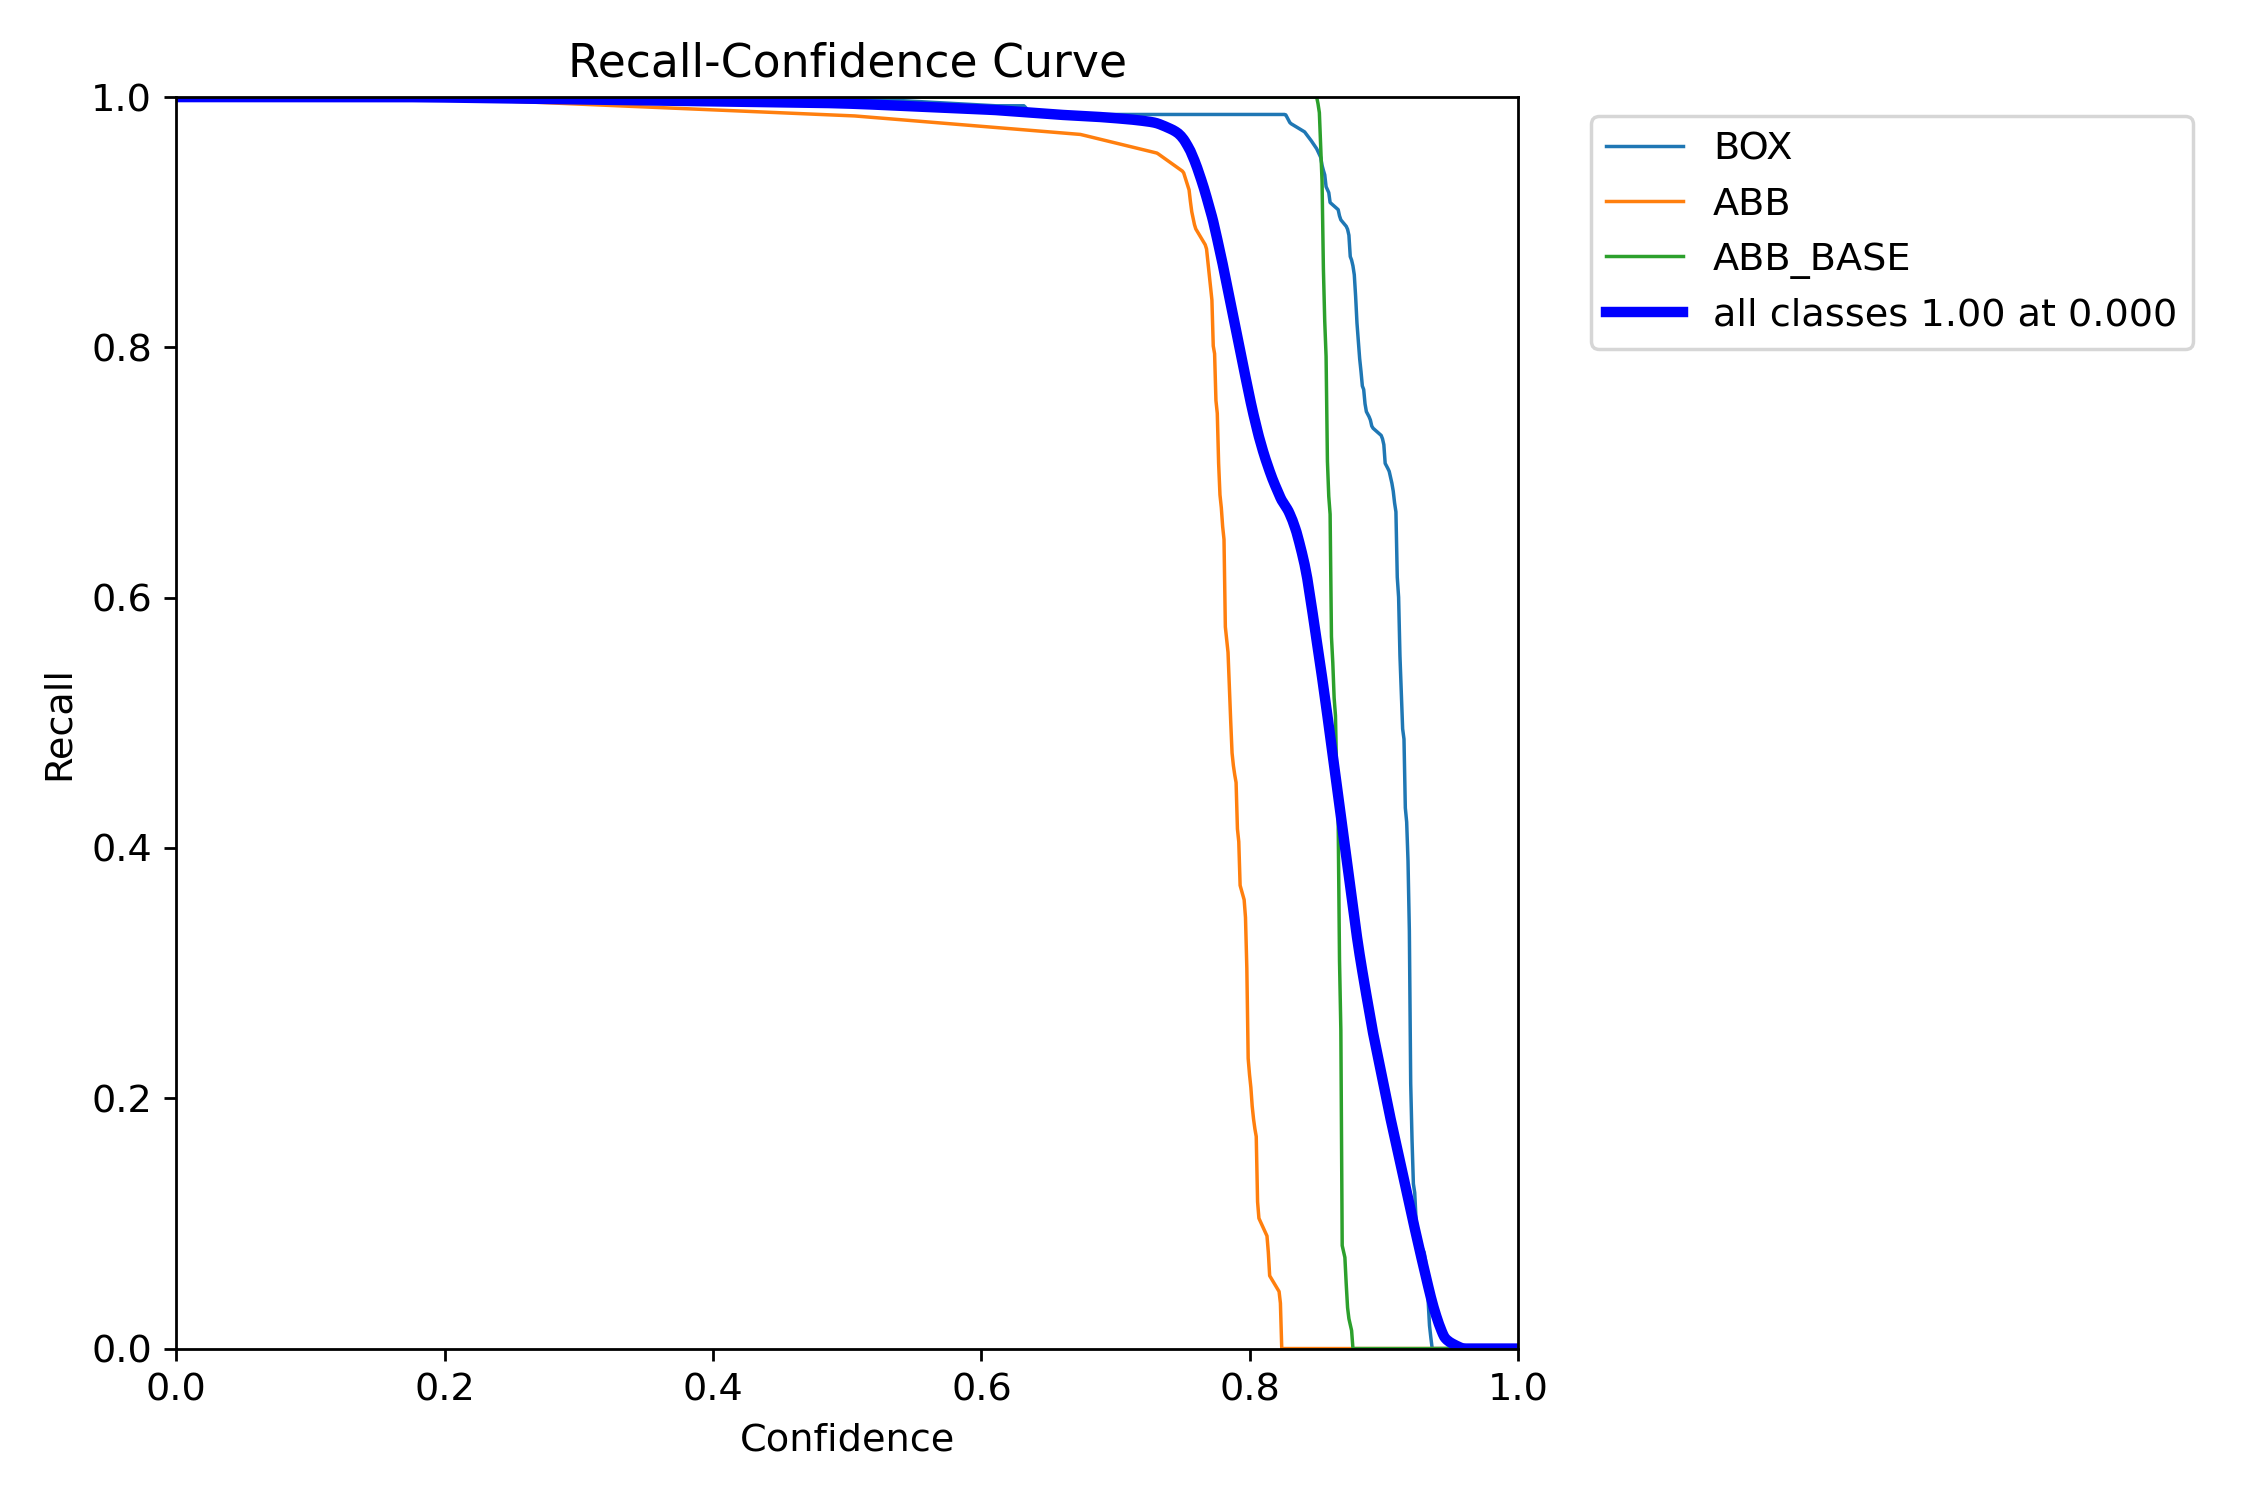 Recall-Confidence Curve
1.0
0.8
0.6
0.4
0.2
0.0
Recall
0.0 0.2 0.4 0.6 0.8 1.0
Confidence
BOX
ABB
ABB_BASE
all classes 1.00 at 0.000